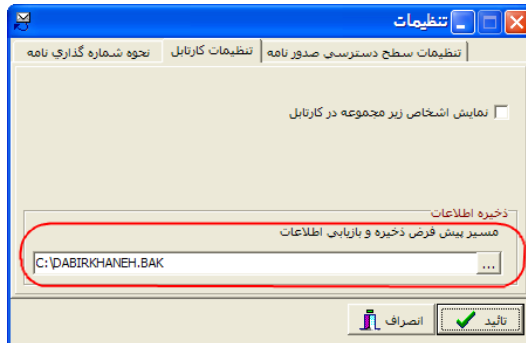 تنظیمات
تنظیمات سطح دسترسی صدور نامه
تنظیمات کارتابل
نحوه شماره گذاري نامه
نمایش اشخاص زیر مجموعه در کارتابل
ذخیره اطلاعات
مسیر پیش فرض ذخیره و بازیابی اطلاعات
C:\DABIRKHANEH.BAK
...
تائید
انصراف